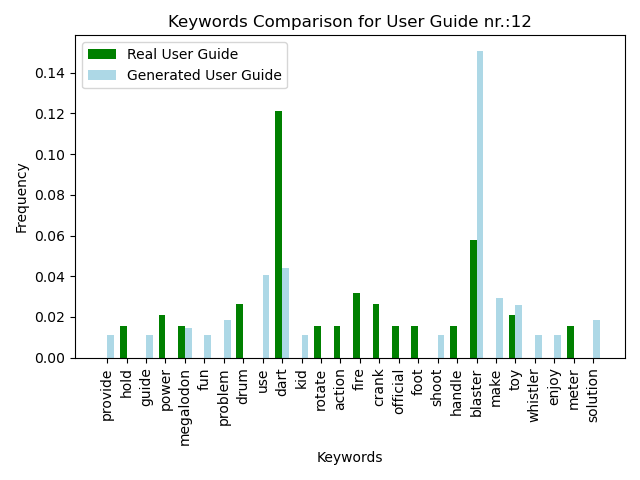 Keywords Comparison for User Guide nr.:12
Real User Guide
Generated User Guide
Frequency
0.14
0.12
0.10
0.08
0.06
0.04
0.02
0.00
provide
hold
guide
power
megalodon
fun
problem
drum
use
dart
kid
rotate
action
fire
crank
official
foot
shoot
handle
blaster
make
toy
whistler
enjoy
meter
solution
Keywords